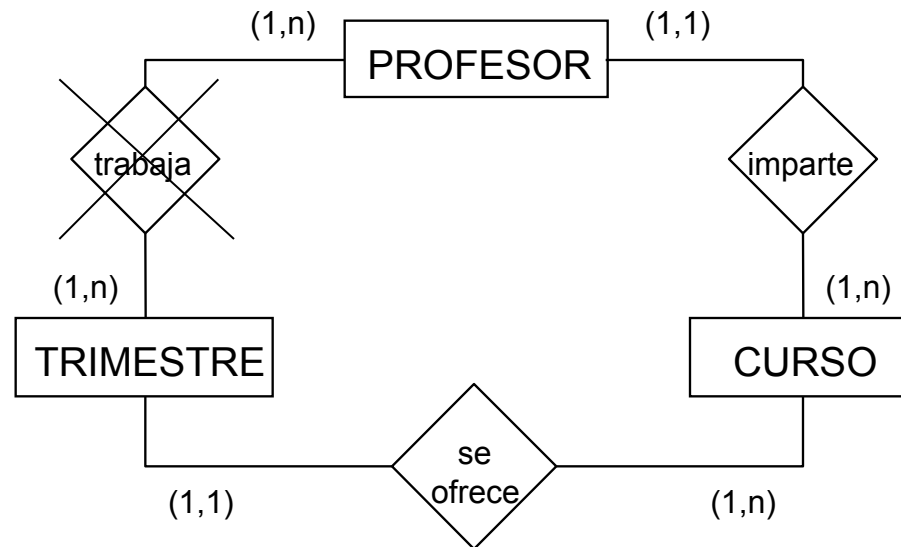 (1,n)
PROFESOR
(1,1)
trabaja
imparte
(1,n)
(1,n)
TRIMESTRE
CURSO
se
ofrece
(1,1)
(1,n)